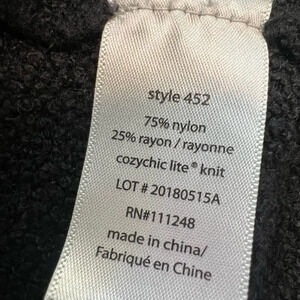 style 452
75% nylon
25% rayon / rayonne
cozychic lite® knit
LOT # 20180515A
RN#111248
made in china/
Fabriqué en Chine